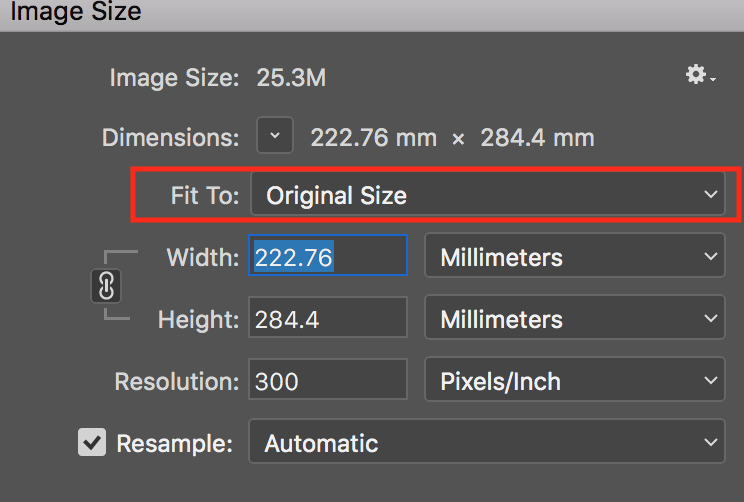 Image Size
Image Size: 25.3M
Dimensions: 222.76 mm × 284.4 mm
Fit To: Original Size
Width: 222.76 Millimeters
Height: 284.4 Millimeters
Resolution: 300 Pixels/Inch
Resample: Automatic